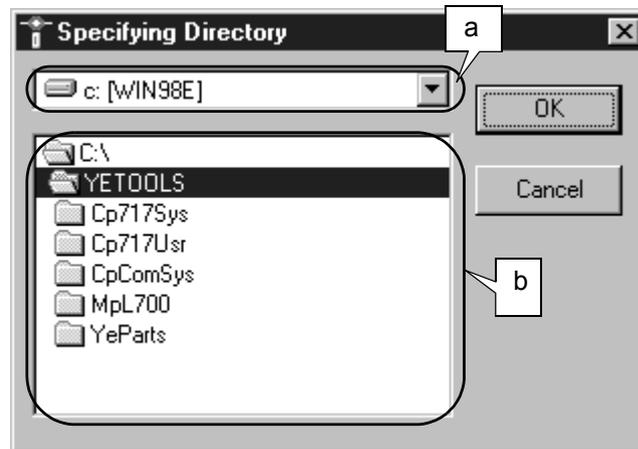 Specifying Directory
a
c: [WIN98E]
OK
C:\
YETOOLS
Cancel
Cp717Sys
Cp717Usr
CpComSys
b
MpL700
YeParts